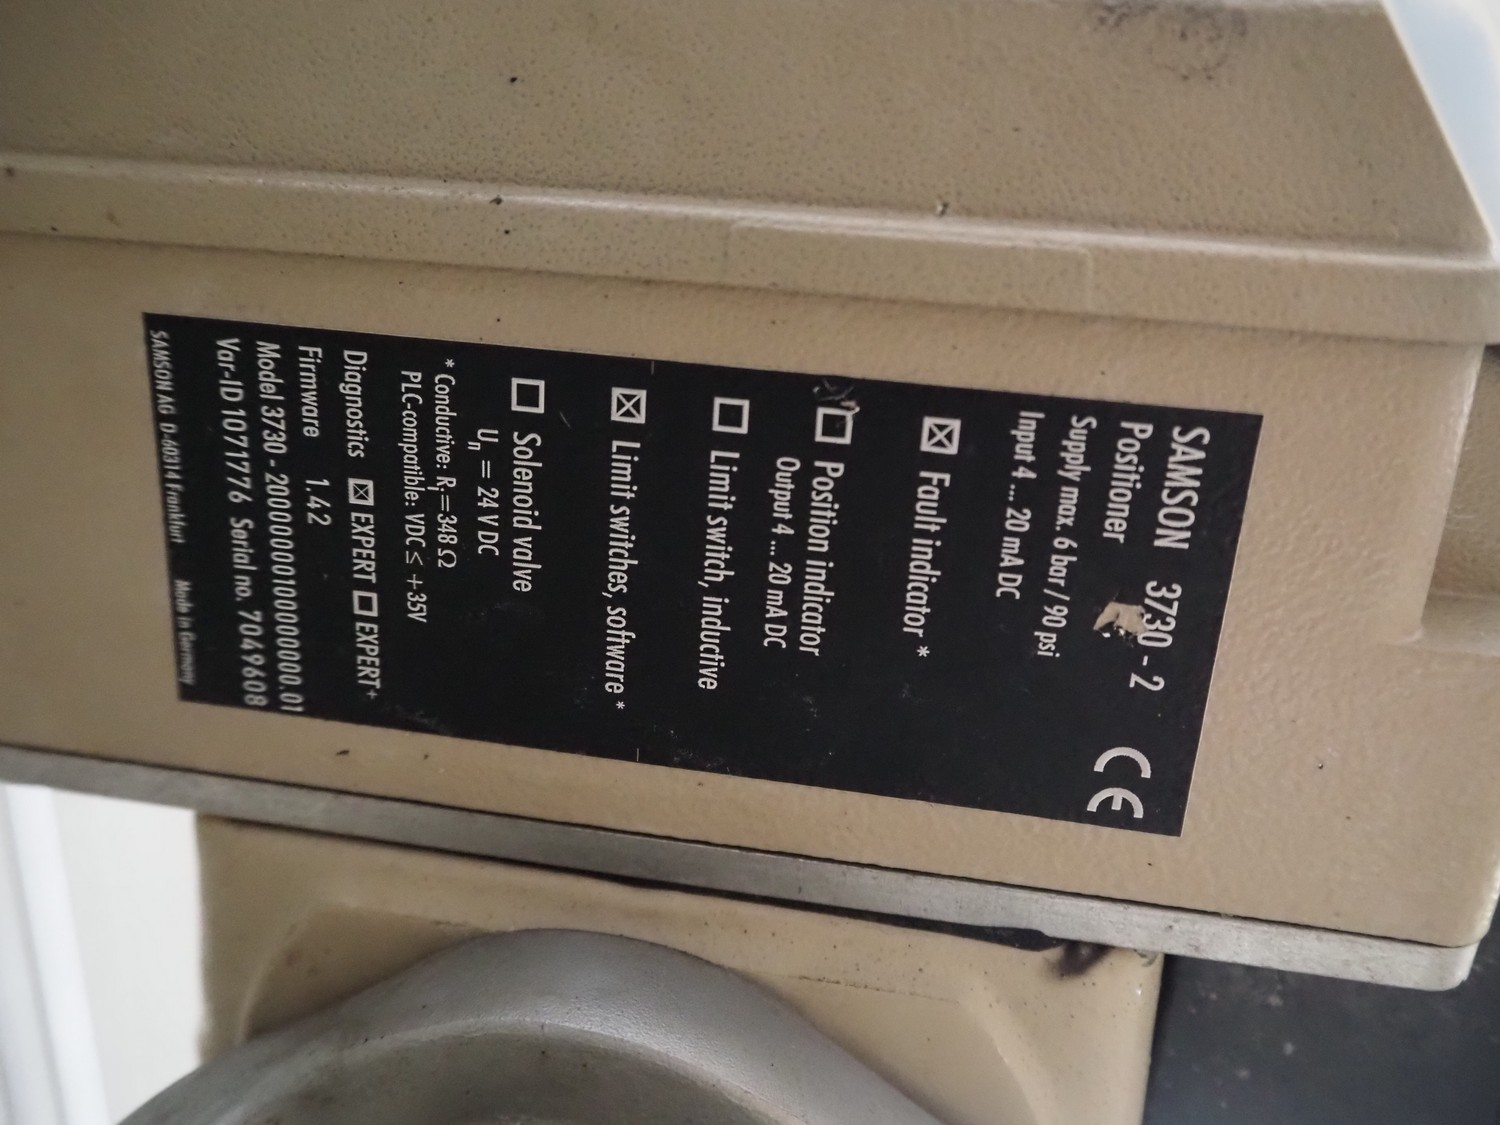 SAMSON 3730 - 2
Positioner
CE
Supply max. 6 bar / 90 psi
Input 4 ... 20 mA DC
☒ Fault indicator *
☐ Position indicator
Output 4 ... 20 mA DC
☐ Limit switch, inductive
☒ Limit switches, software *
☐ Solenoid valve
Un = 24 V DC
* Conductive: Ri=348 Ω
PLC-compatible: VDC ≤ +35V
Diagnostics ☒ EXPERT ☐ EXPERT+
Firmware 1.42
Model 3730 - 20000000100000000.01
Var-ID 1071776 Serial no. 7049608
SAMSON AG D-60314 Frankfurt Made in Germany